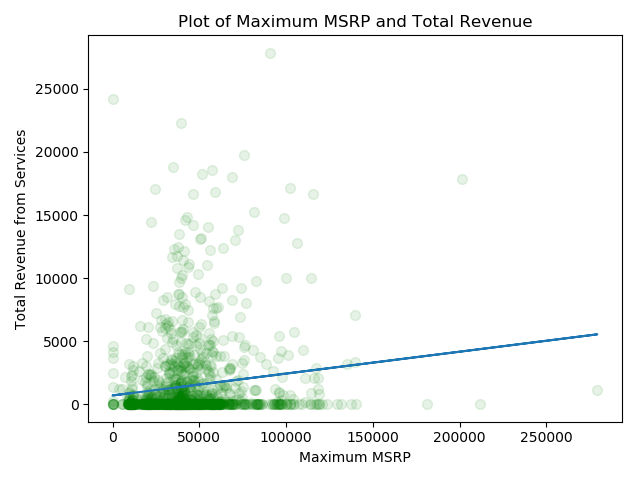 Plot of Maximum MSRP and Total Revenue
Total Revenue from Services
25000
20000
15000
10000
5000
0
0 50000 100000 150000 200000 250000
Maximum MSRP